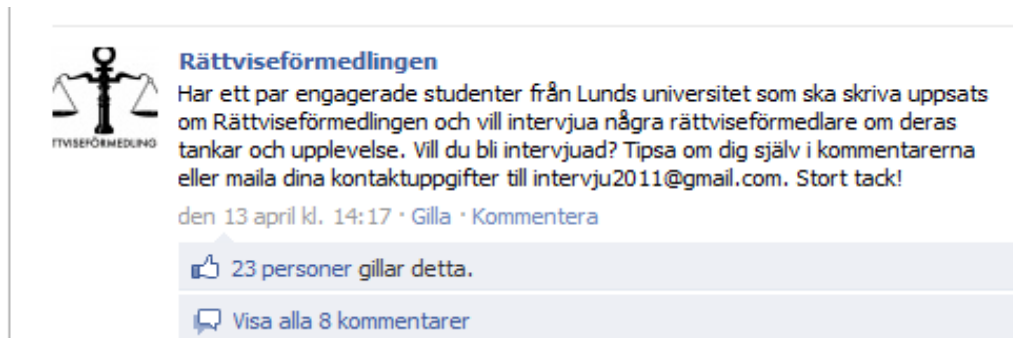 Rättviseförmedlingen
Har ett par engagerade studenter från Lunds universitet som ska skriva uppsats
om Rättviseförmedlingen och vill intervjua några rättviseförmedlare om deras
tankar och upplevelse. Vill du bli intervjuad? Tipsa om dig själv i kommentarerna
eller maila dina kontaktuppgifter till intervju2011@gmail.com. Stort tack!
TTVISEFÖRMEDLING
den 13 april kl. 14:17 · Gilla · Kommentera
23 personer gillar detta.
Visa alla 8 kommentarer